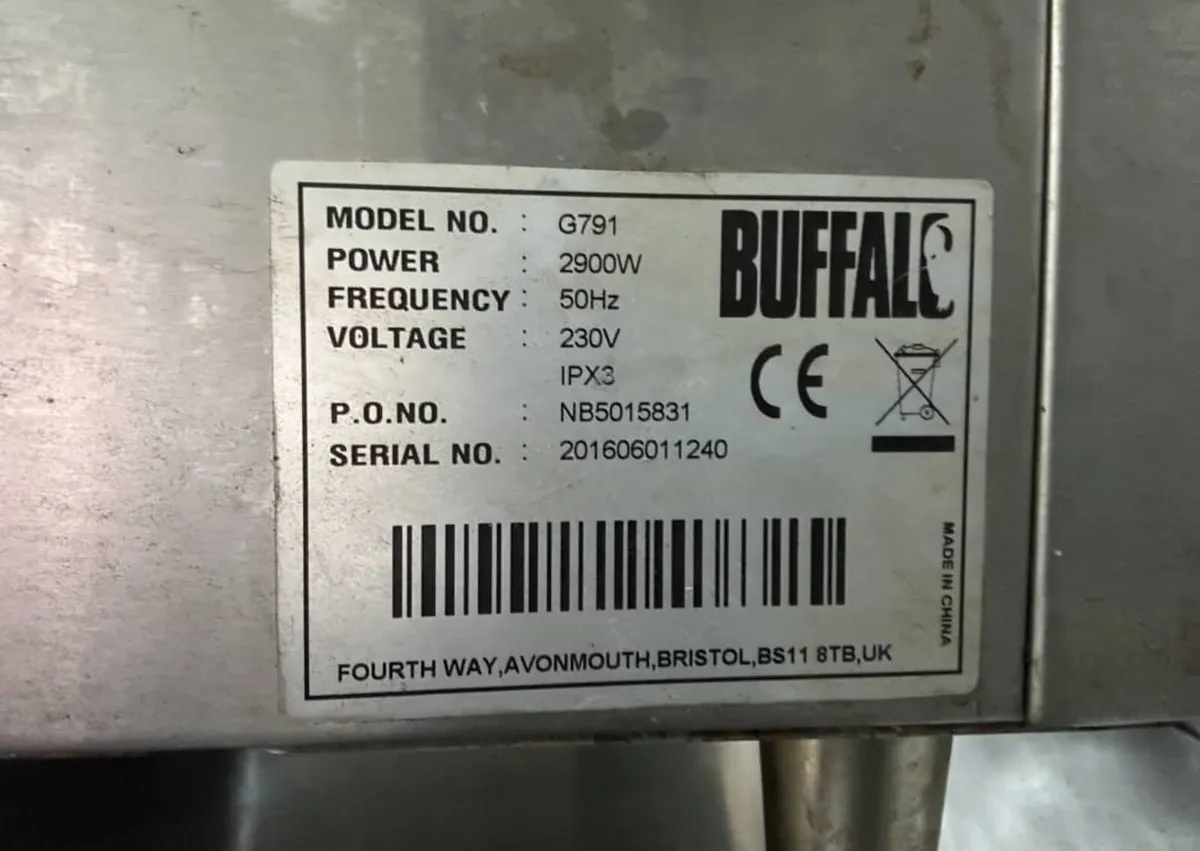 MODEL NO. : G791
POWER : 2900W
FREQUENCY : 50Hz
VOLTAGE : 230V
IPX3
P.O.NO. : NB5015831
SERIAL NO. : 201606011240
BUFFALO
CE
MADE IN CHINA
FOURTH WAY,AVONMOUTH,BRISTOL,BS11 8TB,UK